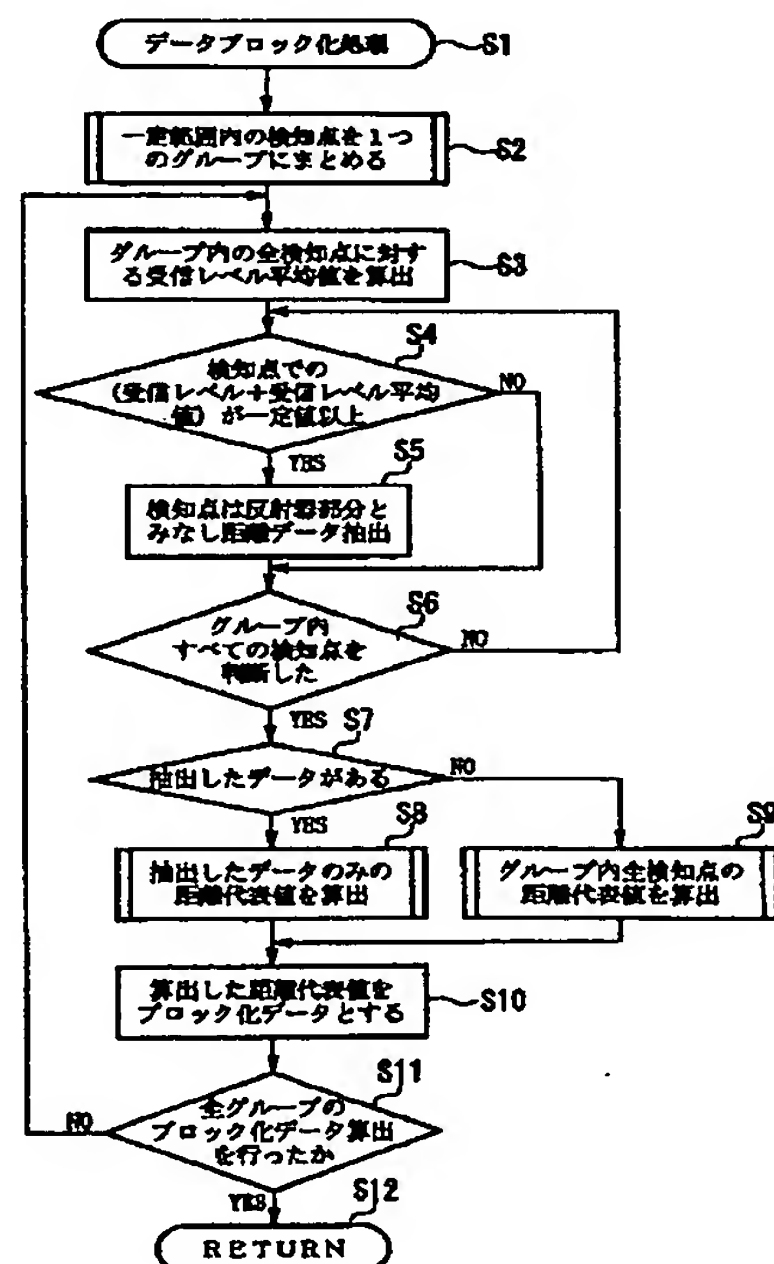 データブロック化処理
S1
一定範囲内の検知点を1つ
のグループにまとめる
S2
グループ内の全検知点に対す
る受信レベル平均値を算出
S3
S4
検知点での
(受信レベル+受信レベル平均
値)が一定値以上
NO
YES
S5
検知点は反射器部分と
みなし距離データ抽出
S6
グループ内
すべての検知点を
判断した
NO
YES
S7
抽出したデータがある
NO
YES
S8
抽出したデータのみの
距離代表値を算出
S9
グループ内全検知点の
距離代表値を算出
算出した距離代表値を
ブロック化データとする
S10
S11
全グループの
ブロック化データ算出
を行ったか
NO
YES
S12
RETURN